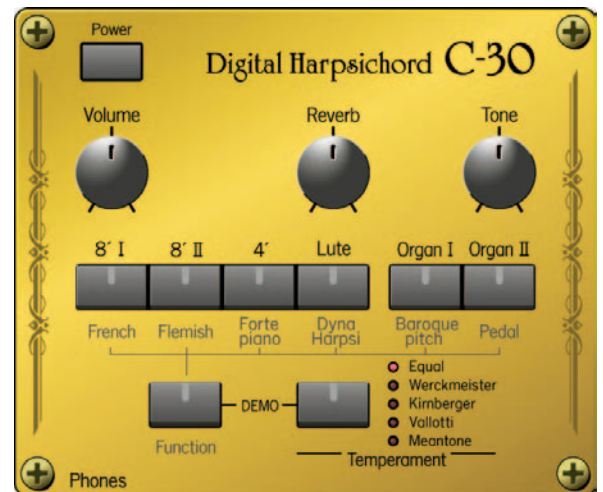 Power
Digital Harpsichord C-30
Volume
Reverb
Tone
8´ I
8´ II
4´
Lute
Organ I
Organ II
French
Flemish
Forte
piano
Dyna
Harpsi
Baroque
pitch
Pedal
DEMO
Function
Equal
Werckmeister
Kirnberger
Vallotti
Meantone
Temperament
Phones